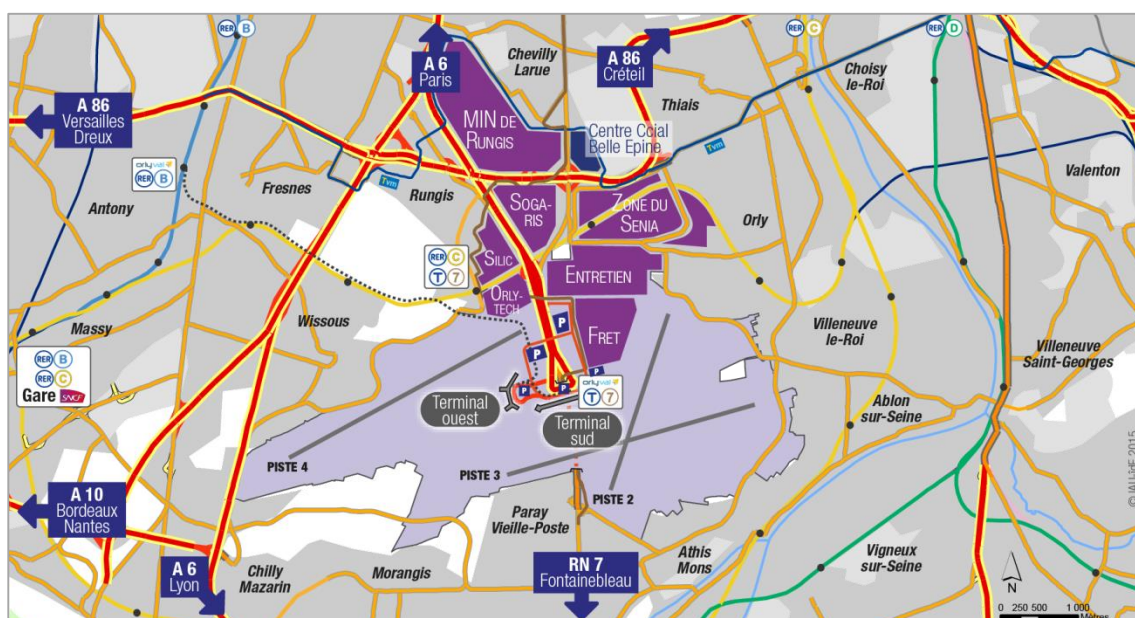 RER B
RER C
RER D
A 6
Paris
Chevilly
Larue
A 86
Créteil
Choisy
le-Roi
A 86
Versailles
Dreux
MIN DE
RUNGIS
Thiais
Centre Ccial
Belle Epine
Tvm
orlyval
RER B
Fresnes
Tvm
Rungis
Valenton
Antony
SOGA-
RIS
ZONE DU
SENIA
Orly
RER C
T 7
SILIC
ENTRETIEN
ORLY-
TECH
Massy
Wissous
P
FRET
Villeneuve
le-Roi
Villeneuve
Saint-Georges
RER B
RER C
Gare SNCF
P
P
P
P
orlyval
T 7
Terminal
ouest
Terminal
sud
Ablon
sur-Seine
PISTE 4
PISTE 3
PISTE 2
© IAU îdF 2015
A 10
Bordeaux
Nantes
Paray
Vieille-Poste
A 6
Lyon
Chilly
Mazarin
Morangis
RN 7
Fontainebleau
Athis
Mons
Vigneux
sur-Seine
N
0 250 500 1 000
Mètres